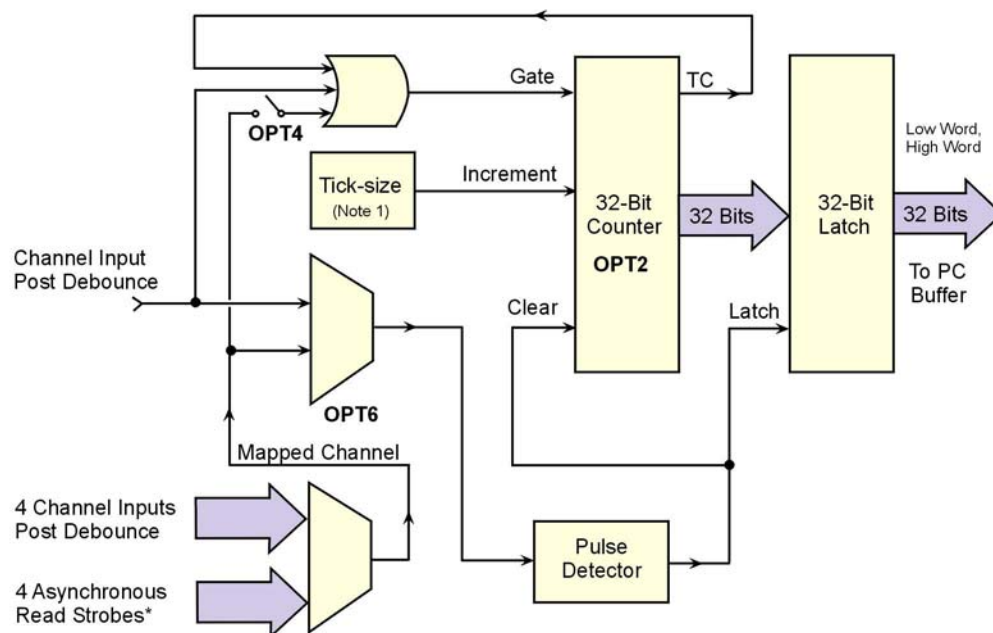 Gate
TC
OPT4
Low Word,
High Word
Tick-size
(Note 1)
Increment
32-Bit
Counter
OPT2
32 Bits
32-Bit
Latch
32 Bits
Channel Input
Post Debounce
To PC
Buffer
Clear
Latch
OPT6
Mapped Channel
4 Channel Inputs
Post Debounce
Pulse
Detector
4 Asynchronous
Read Strobes*